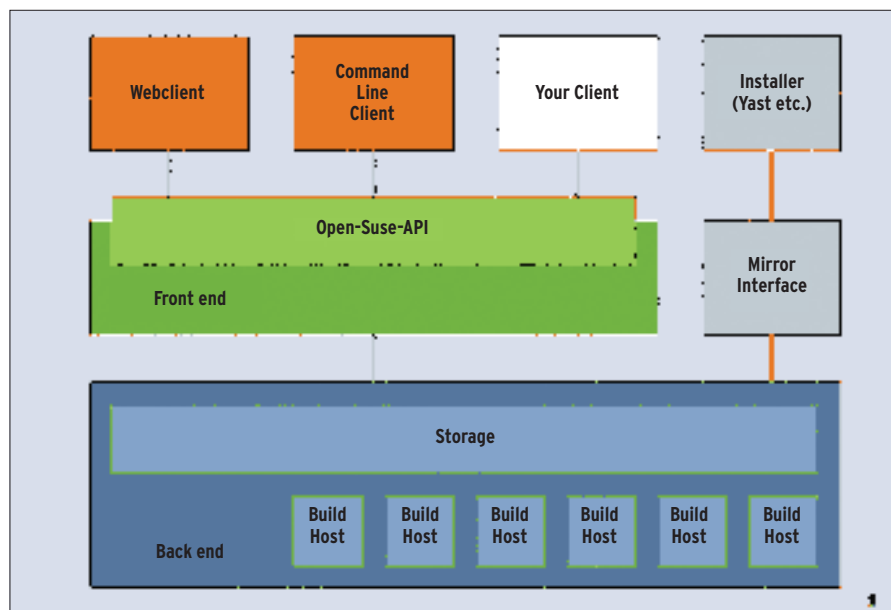 Webclient
Command
Line
Client
Your Client
Installer
(Yast etc.)
Open-Suse-API
Front end
Mirror
Interface
Storage
Build
Host
Build
Host
Build
Host
Build
Host
Build
Host
Build
Host
Back end
1